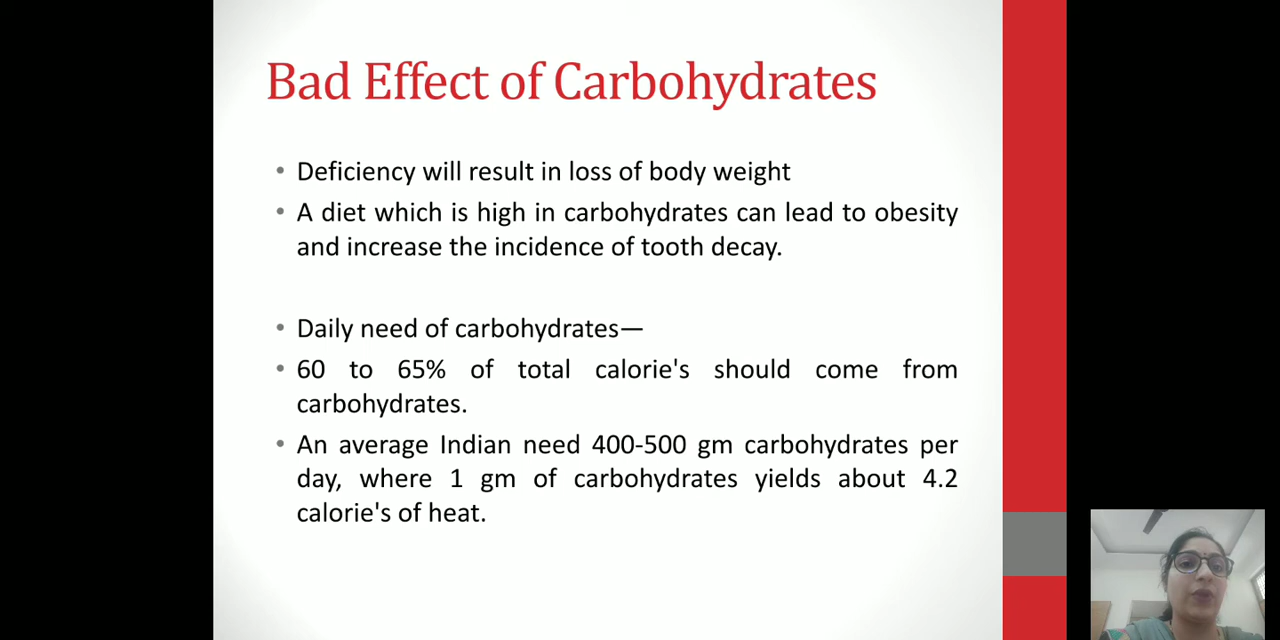 Bad Effect of Carbohydrates
• Deficiency will result in loss of body weight
• A diet which is high in carbohydrates can lead to obesity
and increase the incidence of tooth decay.
• Daily need of carbohydrates—
• 60 to 65% of total calorie's should come from
carbohydrates.
• An average Indian need 400-500 gm carbohydrates per
day, where 1 gm of carbohydrates yields about 4.2
calorie's of heat.